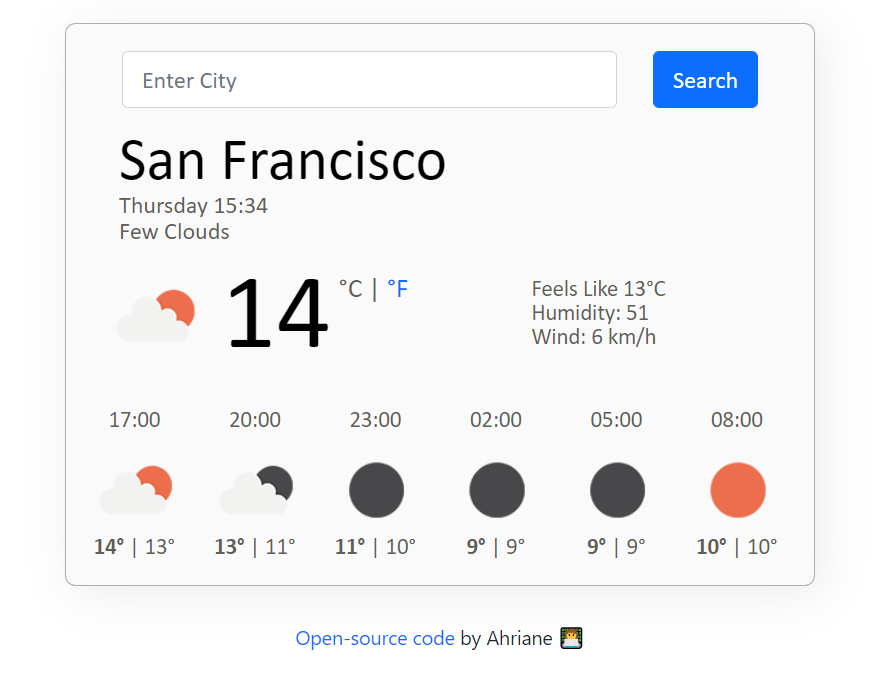 Enter City
Search
San Francisco
Thursday 15:34
Few Clouds
14 °C | °F
Feels Like 13°C
Humidity: 51
Wind: 6 km/h
17:00 20:00 23:00 02:00 05:00 08:00
14° | 13° 13° | 11° 11° | 10° 9° | 9° 9° | 9° 10° | 10°
Open-source code by Ahriane